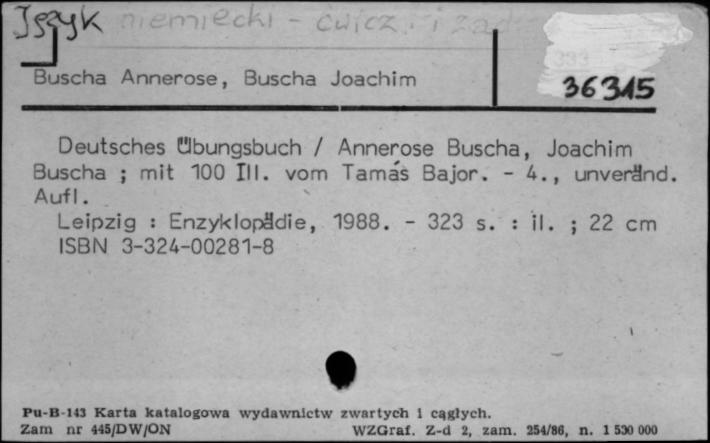 Język niemiecki - ćwicz. i zad
36315
Buscha Annerose, Buscha Joachim
Deutsches Übungsbuch / Annerose Buscha, Joachim
Buscha ; mit 100 Ill. vom Tamás Bajor. - 4., unveränd.
Aufl.
Leipzig : Enzyklopädie, 1988. - 323 s. : il. ; 22 cm
ISBN 3-324-00281-8
Pu-B-143 Karta katalogowa wydawnictw zwartych i ciągłych.
Zam nr 445/DW/ON WZGraf. Z-d 2, zam. 254/86, n. 1 530 000